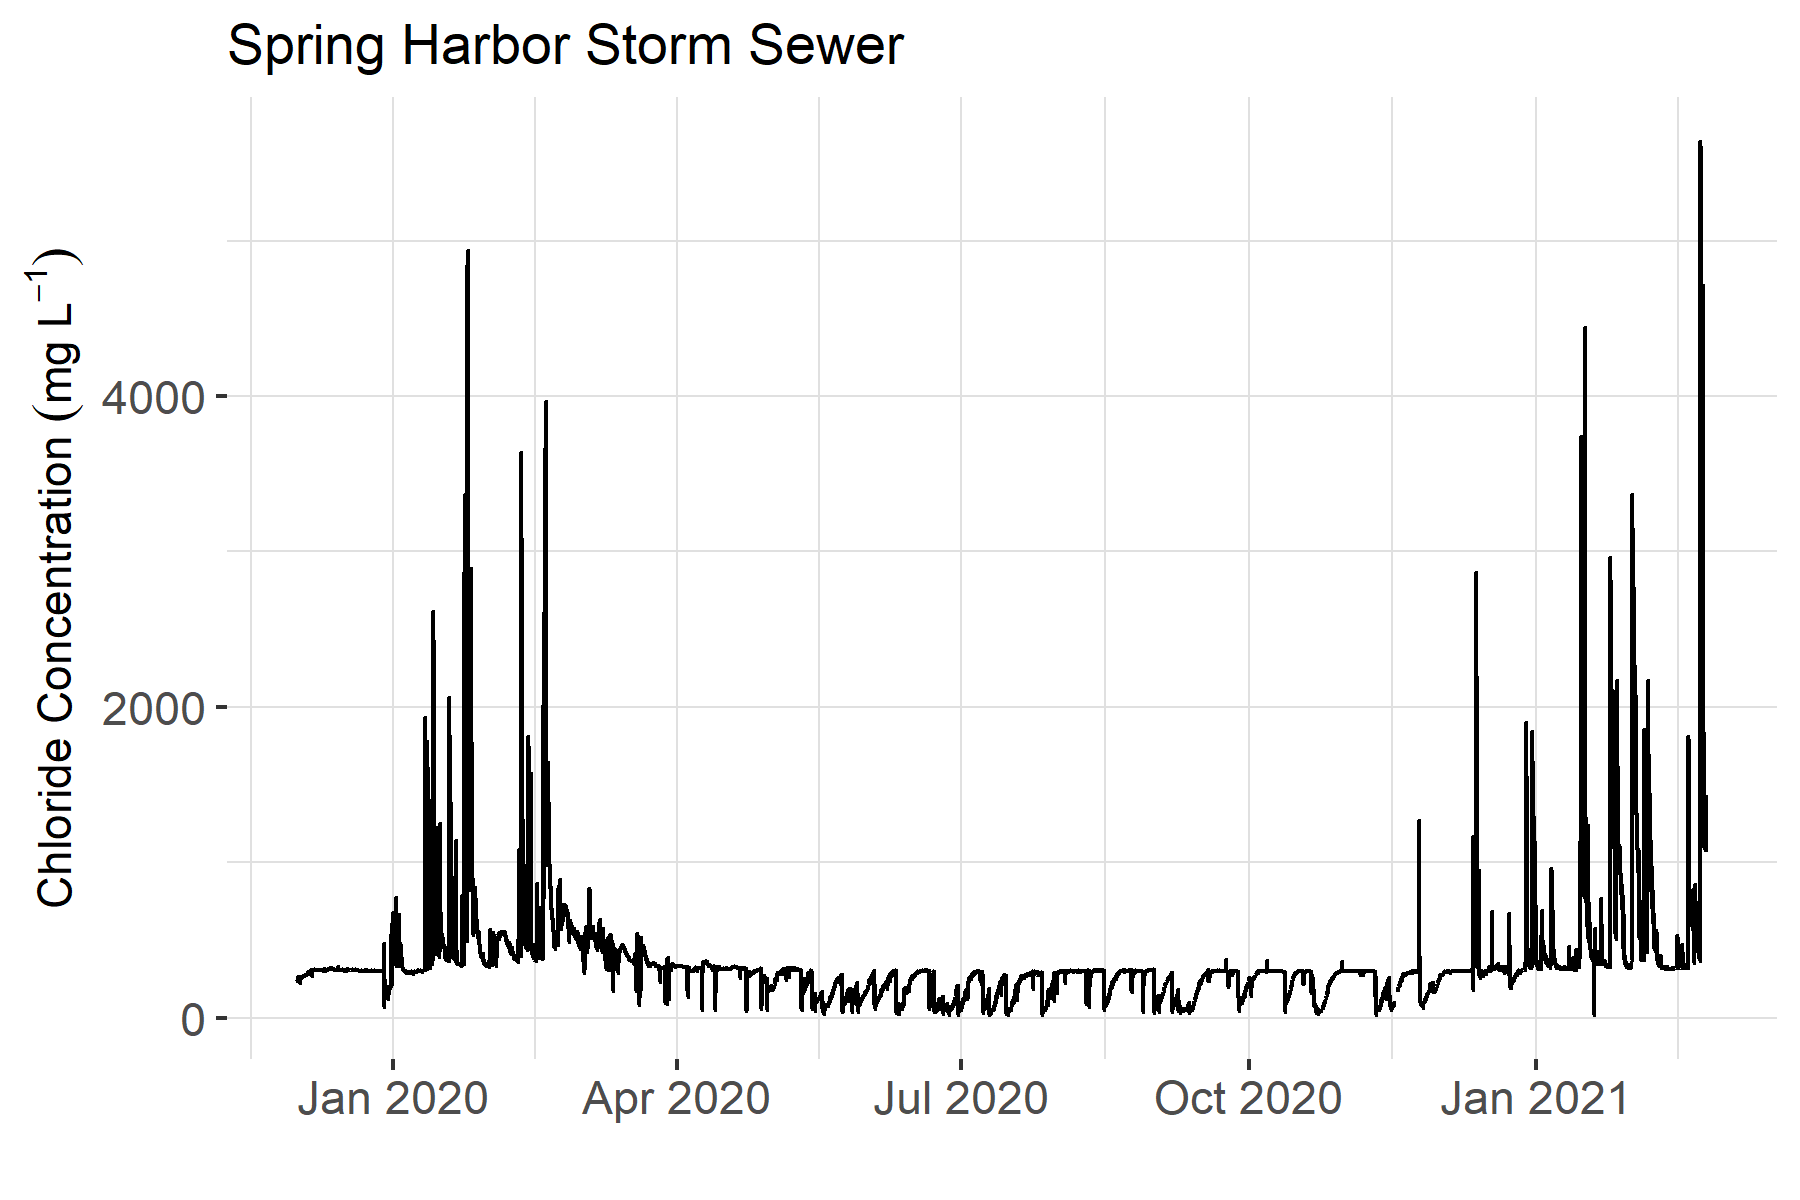 Spring Harbor Storm Sewer
Chloride Concentration (mg L⁻¹)
4000
2000
0
Jan 2020 Apr 2020 Jul 2020 Oct 2020 Jan 2021